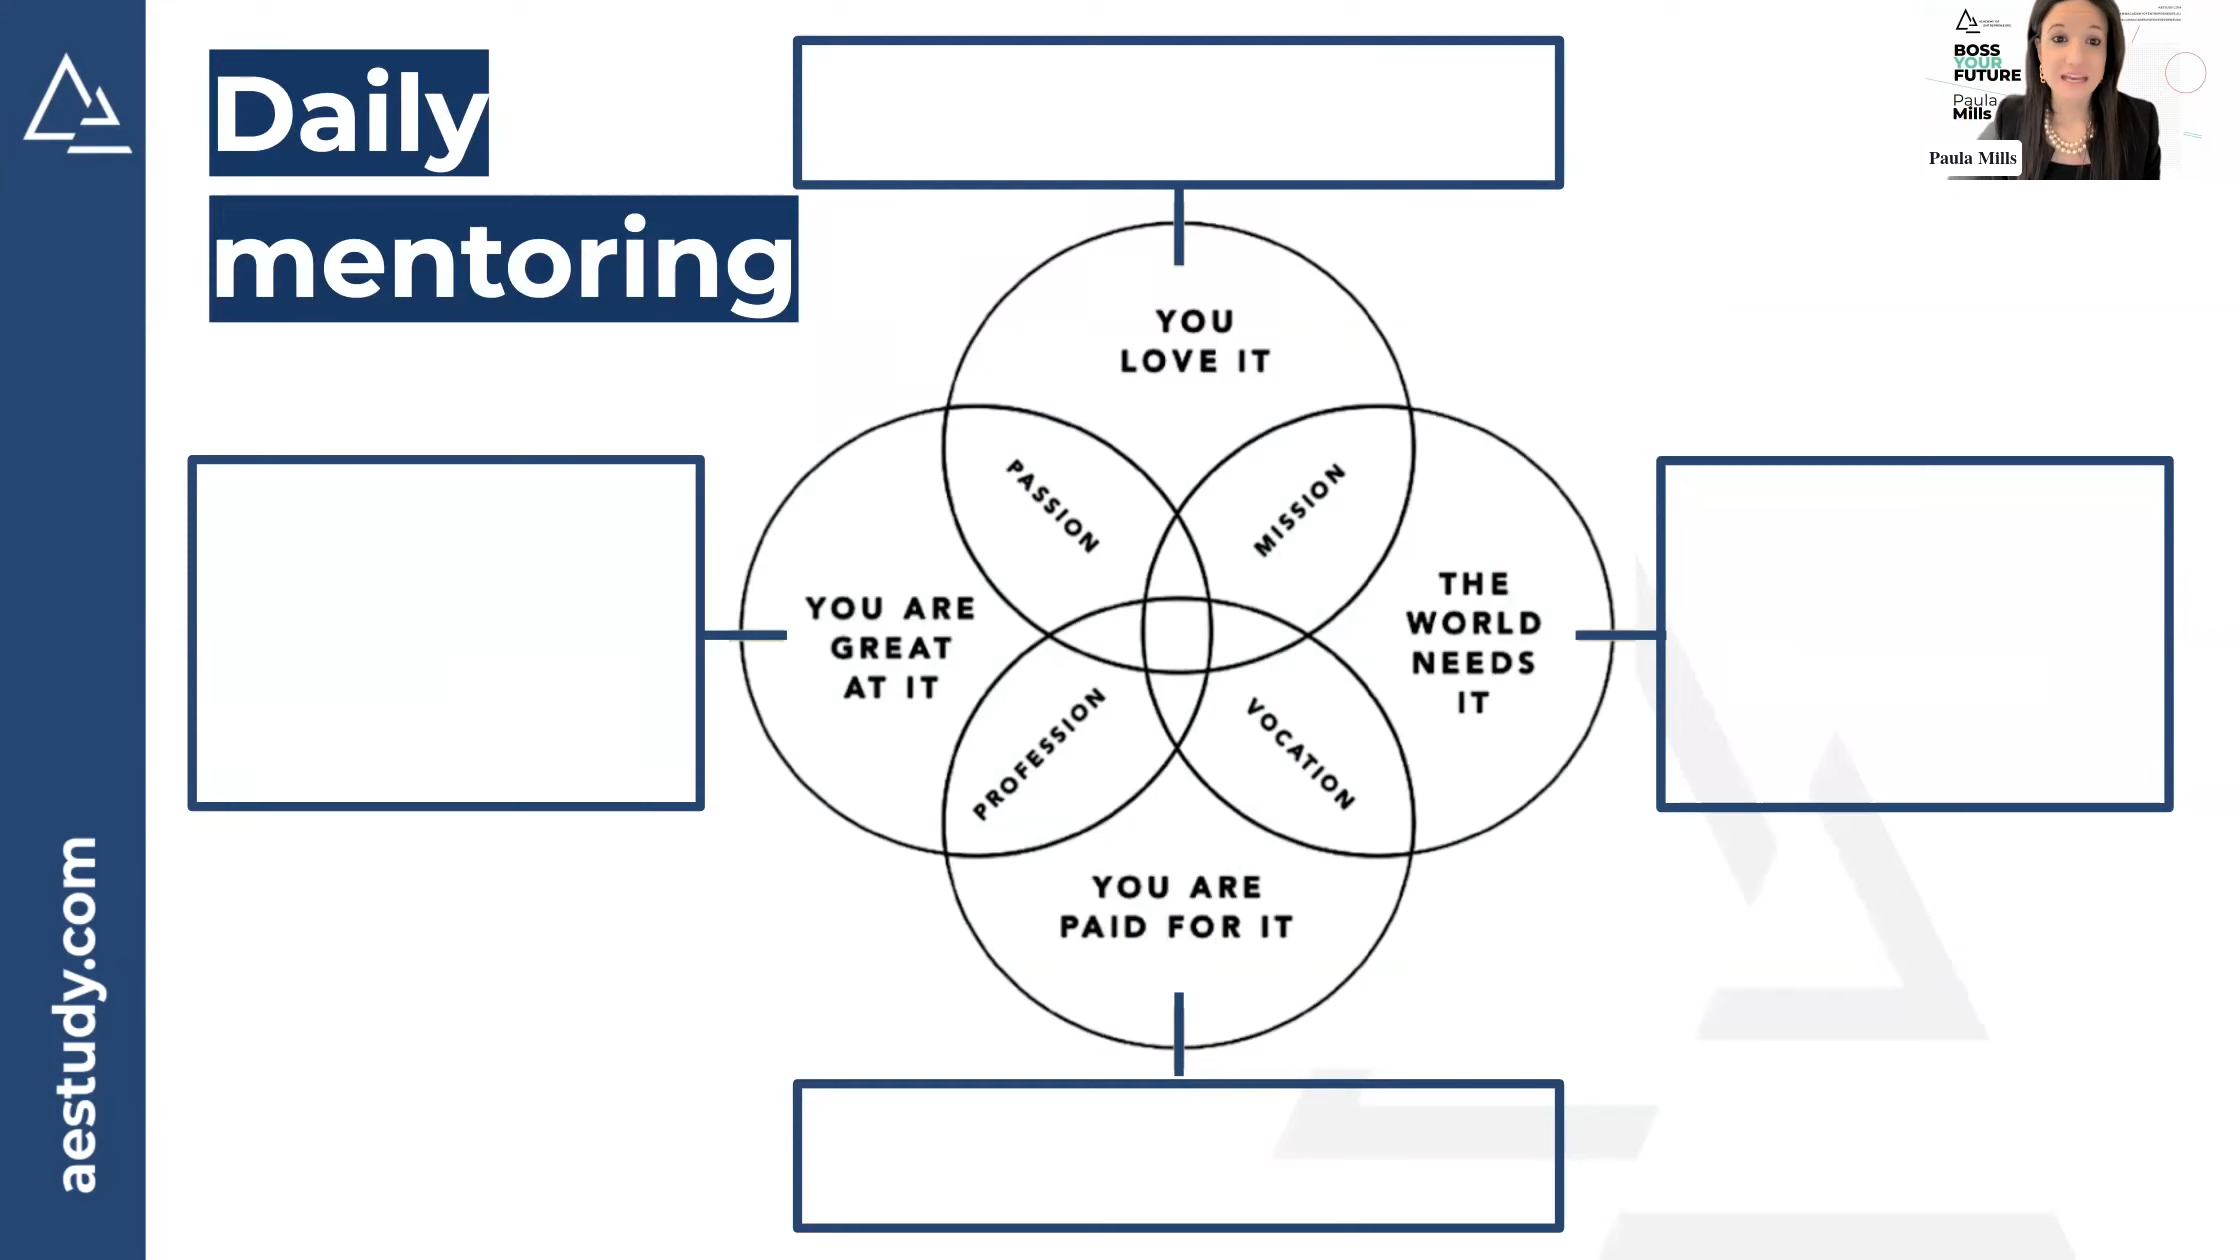 Daily
mentoring
BOSS
YOUR
FUTURE
Paula
Mills
Paula Mills
YOU
LOVE IT
PASSION
MISSION
YOU ARE
GREAT
AT IT
THE
WORLD
NEEDS
IT
PROFESSION
VOCATION
YOU ARE
PAID FOR IT
aestudy.com